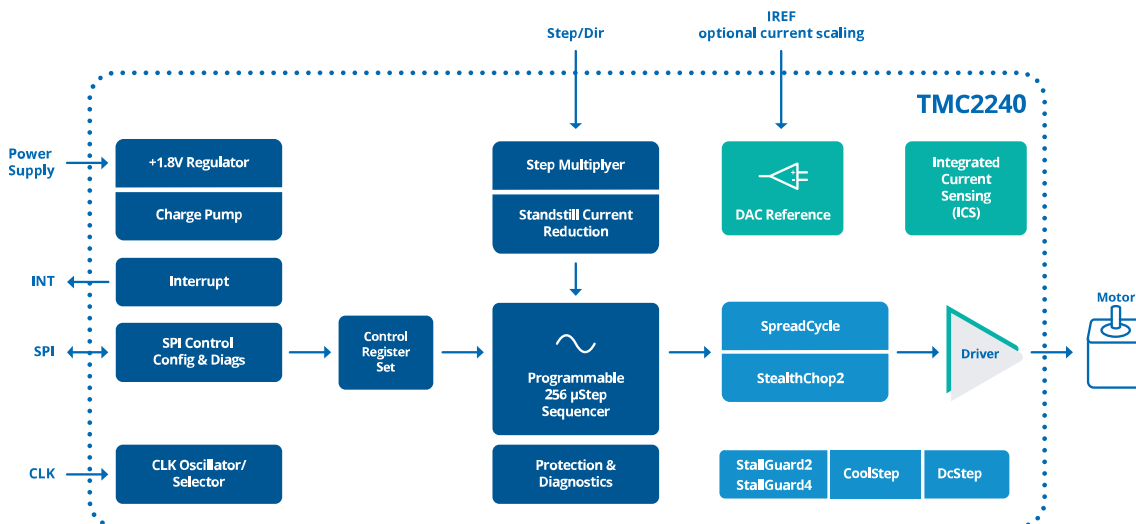 Step/Dir
IREF
optional current scaling
TMC2240
Power
Supply
+1.8V Regulator
Charge Pump
Step Multiplyer
Standstill Current
Reduction
DAC Reference
Integrated
Current
Sensing
(ICS)
INT
Interrupt
SPI
SPI Control
Config & Diags
Control
Register
Set
Programmable
256 µStep
Sequencer
SpreadCycle
StealthChop2
Driver
Motor
CLK
CLK Oscillator/
Selector
Protection &
Diagnostics
StallGuard2
StallGuard4
CoolStep
DcStep